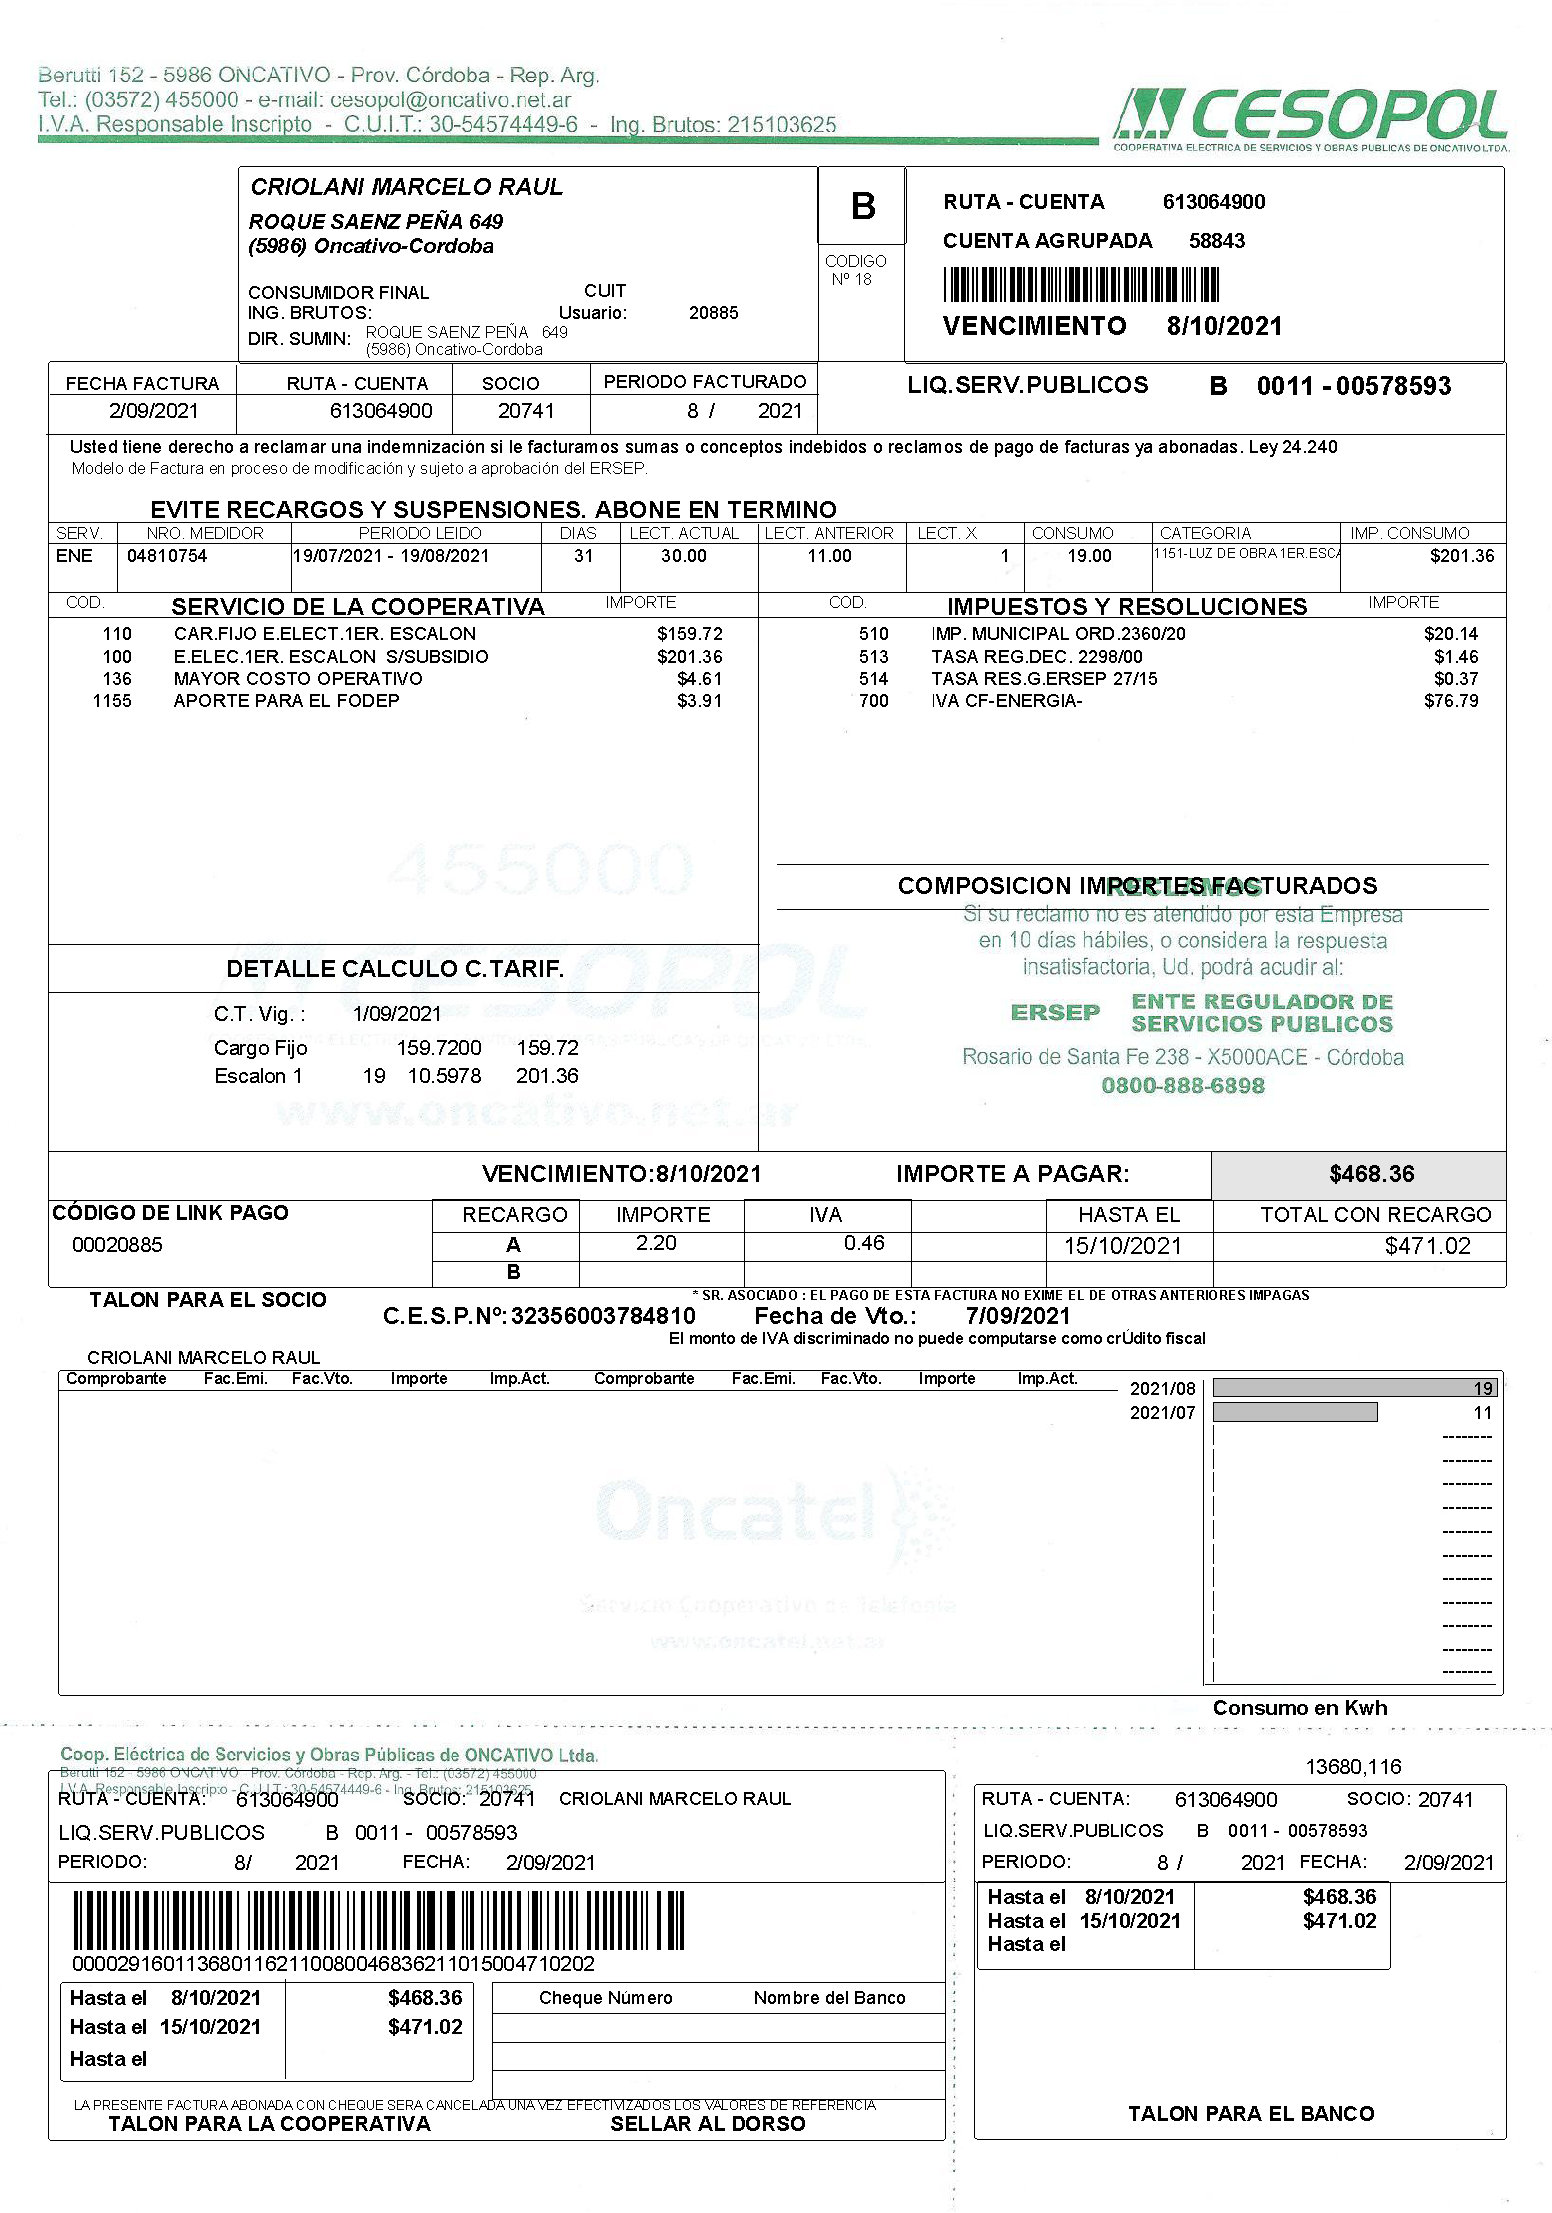 Berutti 152 - 5986 ONCATIVO - Prov. Córdoba - Rep. Arg.
Tel.: (03572) 455000 - e-mail: cesopol@oncativo.net.ar
I.V.A. Responsable Inscripto - C.U.I.T.: 30-54574449-6 - Ing. Brutos: 215103625
CESOPOL
COOPERATIVA ELECTRICA DE SERVICIOS Y OBRAS PUBLICAS DE ONCATIVO LTDA.
CRIOLANI MARCELO RAUL
ROQUE SAENZ PEÑA 649
(5986) Oncativo-Cordoba
CONSUMIDOR FINAL CUIT
ING. BRUTOS: Usuario: 20885
DIR. SUMIN: ROQUE SAENZ PEÑA 649
(5986) Oncativo-Cordoba
B
CODIGO
Nº 18
RUTA - CUENTA 613064900
CUENTA AGRUPADA 58843
VENCIMIENTO 8/10/2021
FECHA FACTURA RUTA - CUENTA SOCIO PERIODO FACTURADO
2/09/2021 613064900 20741 8 / 2021
LIQ.SERV.PUBLICOS B 0011 - 00578593
Usted tiene derecho a reclamar una indemnización si le facturamos sumas o conceptos indebidos o reclamos de pago de facturas ya abonadas. Ley 24.240
Modelo de Factura en proceso de modificación y sujeto a aprobación del ERSEP.
EVITE RECARGOS Y SUSPENSIONES. ABONE EN TERMINO
SERV. NRO. MEDIDOR PERIODO LEIDO DIAS LECT. ACTUAL LECT. ANTERIOR LECT. X CONSUMO CATEGORIA IMP. CONSUMO
ENE 04810754 19/07/2021 - 19/08/2021 31 30.00 11.00 1 19.00 1151-LUZ DE OBRA 1ER.ESCA $201.36
COD. SERVICIO DE LA COOPERATIVA IMPORTE
110 CAR.FIJO E.ELECT.1ER. ESCALON $159.72
100 E.ELEC.1ER. ESCALON S/SUBSIDIO $201.36
136 MAYOR COSTO OPERATIVO $4.61
1155 APORTE PARA EL FODEP $3.91
COD. IMPUESTOS Y RESOLUCIONES IMPORTE
510 IMP. MUNICIPAL ORD.2360/20 $20.14
513 TASA REG.DEC. 2298/00 $1.46
514 TASA RES.G.ERSEP 27/15 $0.37
700 IVA CF-ENERGIA- $76.79
455000
CESOPOL
www.oncativo.net.ar
COMPOSICION IMPORTES FACTURADOS
RECLAMOS
Si su reclamo no es atendido por esta Empresa
en 10 días hábiles, o considera la respuesta
insatisfactoria, Ud. podrá acudir al:
ERSEP ENTE REGULADOR DE
SERVICIOS PUBLICOS
Rosario de Santa Fe 238 - X5000ACE - Córdoba
0800-888-6898
DETALLE CALCULO C.TARIF.
C.T. Vig. : 1/09/2021
Cargo Fijo 159.7200 159.72
Escalon 1 19 10.5978 201.36
VENCIMIENTO:8/10/2021 IMPORTE A PAGAR: $468.36
CÓDIGO DE LINK PAGO
00020885
RECARGO IMPORTE IVA HASTA EL TOTAL CON RECARGO
A 2.20 0.46 15/10/2021 $471.02
B
TALON PARA EL SOCIO
* SR. ASOCIADO : EL PAGO DE ESTA FACTURA NO EXIME EL DE OTRAS ANTERIORES IMPAGAS
C.E.S.P.Nº: 32356003784810 Fecha de Vto.: 7/09/2021
El monto de IVA discriminado no puede computarse como crÚdito fiscal
CRIOLANI MARCELO RAUL
Comprobante Fac.Emi. Fac.Vto. Importe Imp.Act. Comprobante Fac.Emi. Fac.Vto. Importe Imp.Act.
2021/08 19
2021/07 11
--------
--------
--------
--------
--------
--------
--------
--------
--------
--------
--------
Oncatel
Servicio Cooperativo de Telefonía
www.oncatel.net.ar
Consumo en Kwh
Coop. Eléctrica de Servicios y Obras Públicas de ONCATIVO Ltda.
Berutti 152 - 5986 ONCATIVO - Prov. Córdoba - Rep. Arg. - Tel.: (03572) 455000
I.V.A. Responsable Inscripto - C.U.I.T.: 30-54574449-6 - Ing. Brutos: 215103625
RUTA - CUENTA: 613064900 SOCIO: 20741 CRIOLANI MARCELO RAUL
LIQ.SERV.PUBLICOS B 0011 - 00578593
PERIODO: 8/ 2021 FECHA: 2/09/2021
0000291601136801162110080046836211015004710202
Hasta el 8/10/2021 $468.36
Hasta el 15/10/2021 $471.02
Hasta el
Cheque Número Nombre del Banco
LA PRESENTE FACTURA ABONADA CON CHEQUE SERA CANCELADA UNA VEZ EFECTIVIZADOS LOS VALORES DE REFERENCIA
TALON PARA LA COOPERATIVA SELLAR AL DORSO
13680,116
RUTA - CUENTA: 613064900 SOCIO: 20741
LIQ.SERV.PUBLICOS B 0011 - 00578593
PERIODO: 8 / 2021 FECHA: 2/09/2021
Hasta el 8/10/2021 $468.36
Hasta el 15/10/2021 $471.02
Hasta el
TALON PARA EL BANCO